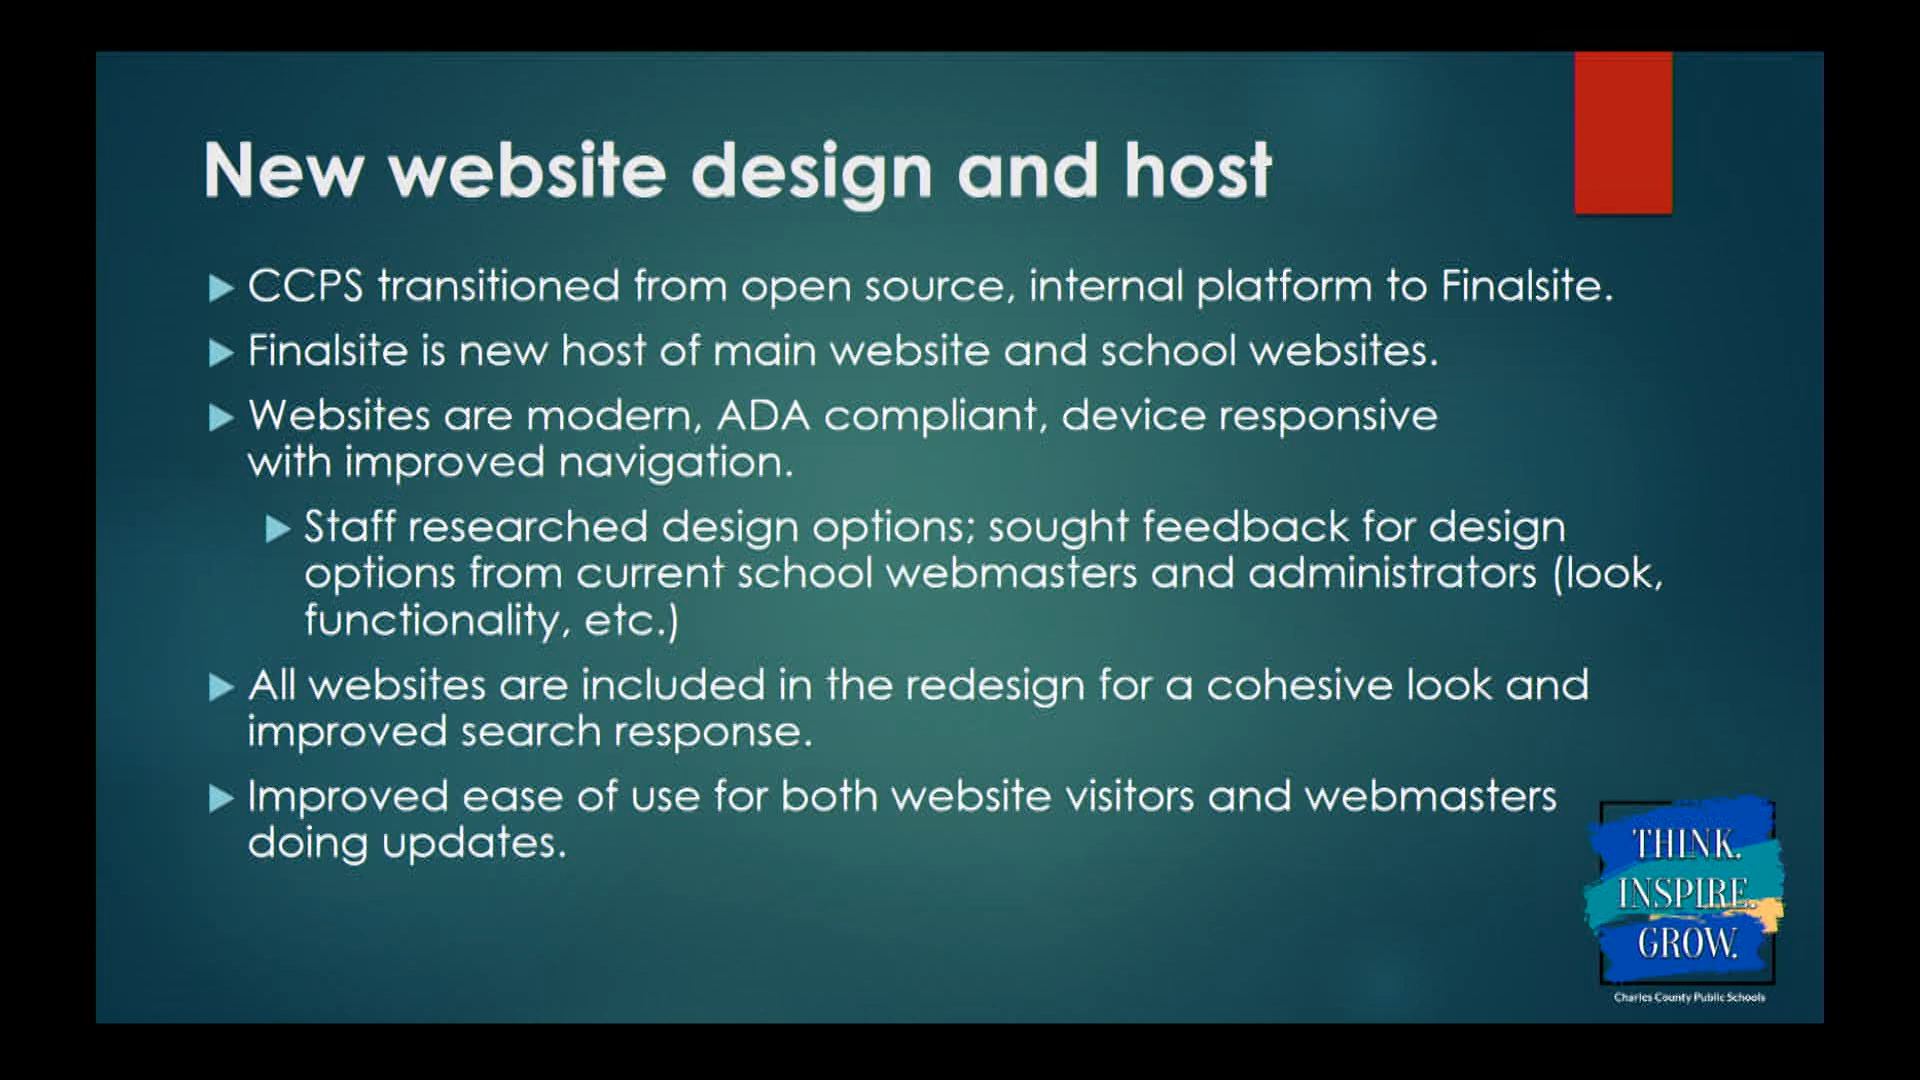 New website design and host
CCPS transitioned from open source, internal platform to Finalsite.
Finalsite is new host of main website and school websites.
Websites are modern, ADA compliant, device responsive
with improved navigation.
Staff researched design options; sought feedback for design
options from current school webmasters and administrators (look,
functionality, etc.)
All websites are included in the redesign for a cohesive look and
improved search response.
Improved ease of use for both website visitors and webmasters
doing updates.
THINK.
INSPIRE.
GROW.
Charles County Public Schools